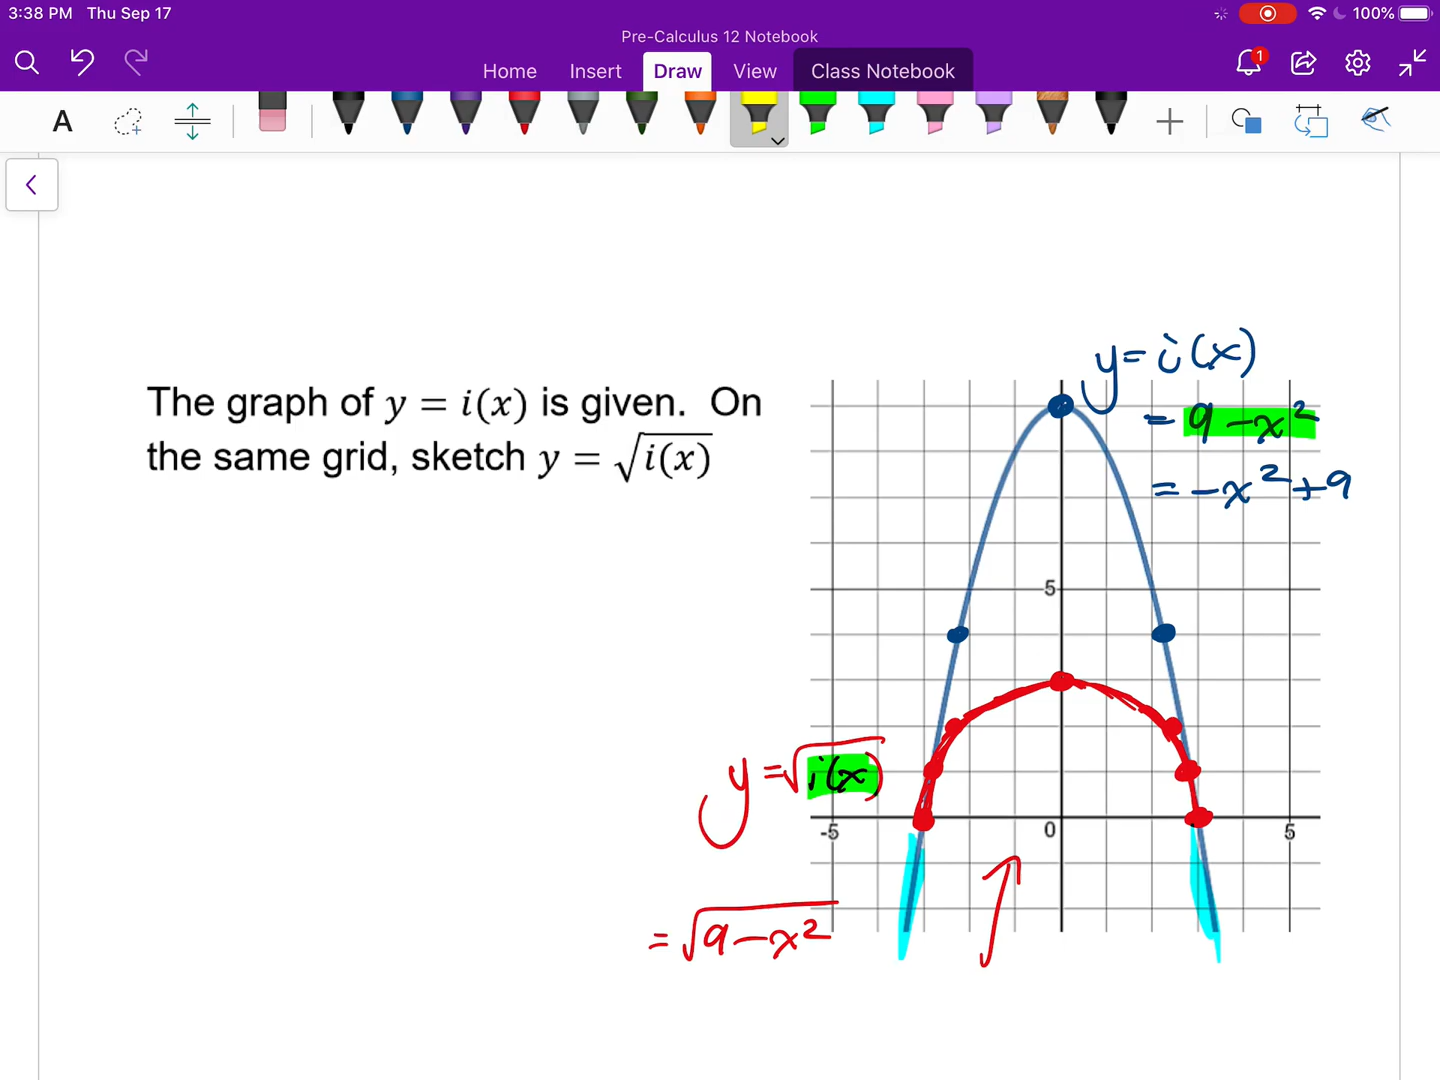 3:38 PM Thu Sep 17
100%
Pre-Calculus 12 Notebook
1
Home Insert Draw View Class Notebook
A
The graph of y = i(x) is given. On
the same grid, sketch y = √i(x)
y = i(x)
= 9 - x²
= -x² + 9
5
y = √i(x)
-5 0 5
= √9 - x²